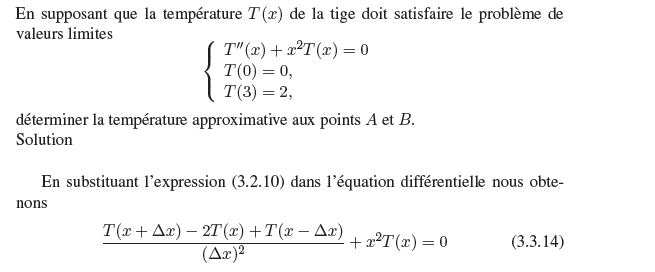 En supposant que la température T(x) de la tige doit satisfaire le problème de
valeurs limites
T″(x) + x²T(x) = 0
T(0) = 0,
T(3) = 2,
déterminer la température approximative aux points A et B.
Solution
En substituant l'expression (3.2.10) dans l'équation différentielle nous obte-
nons
T(x + Δx) − 2T(x) + T(x − Δx) / (Δx)² + x²T(x) = 0 (3.3.14)